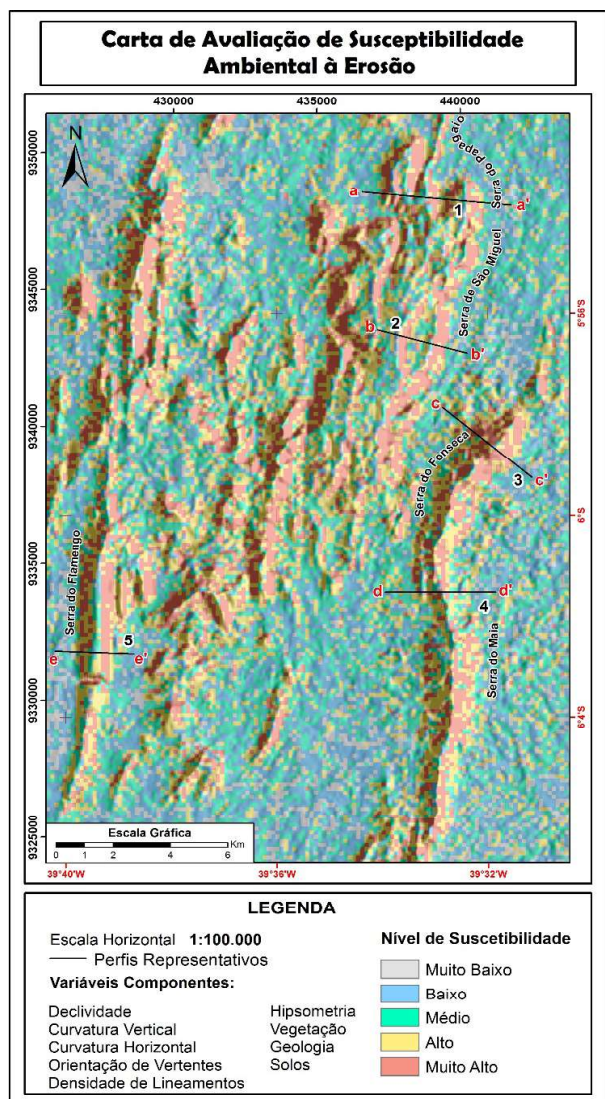 Carta de Avaliação de Susceptibilidade
Ambiental à Erosão
430000
435000
440000
9350000
9345000
9340000
9335000
9330000
9325000
N
Serra do Papagaio
a
1
a'
Serra de São Miguel
5°56'S
b
2
b'
c
Serra do Fonseca
3
c'
6°S
Serra do Flamengo
d
d'
4
Serra do Maia
5
e
e'
6°4'S
Escala Gráfica
0 1 2 4 6 Km
39°40'W
39°36'W
39°32'W
LEGENDA
Escala Horizontal 1:100.000
Perfis Representativos
Variáveis Componentes:
Declividade
Curvatura Vertical
Curvatura Horizontal
Orientação de Vertentes
Densidade de Lineamentos
Hipsometria
Vegetação
Geologia
Solos
Nível de Suscetibilidade
Muito Baixo
Baixo
Médio
Alto
Muito Alto